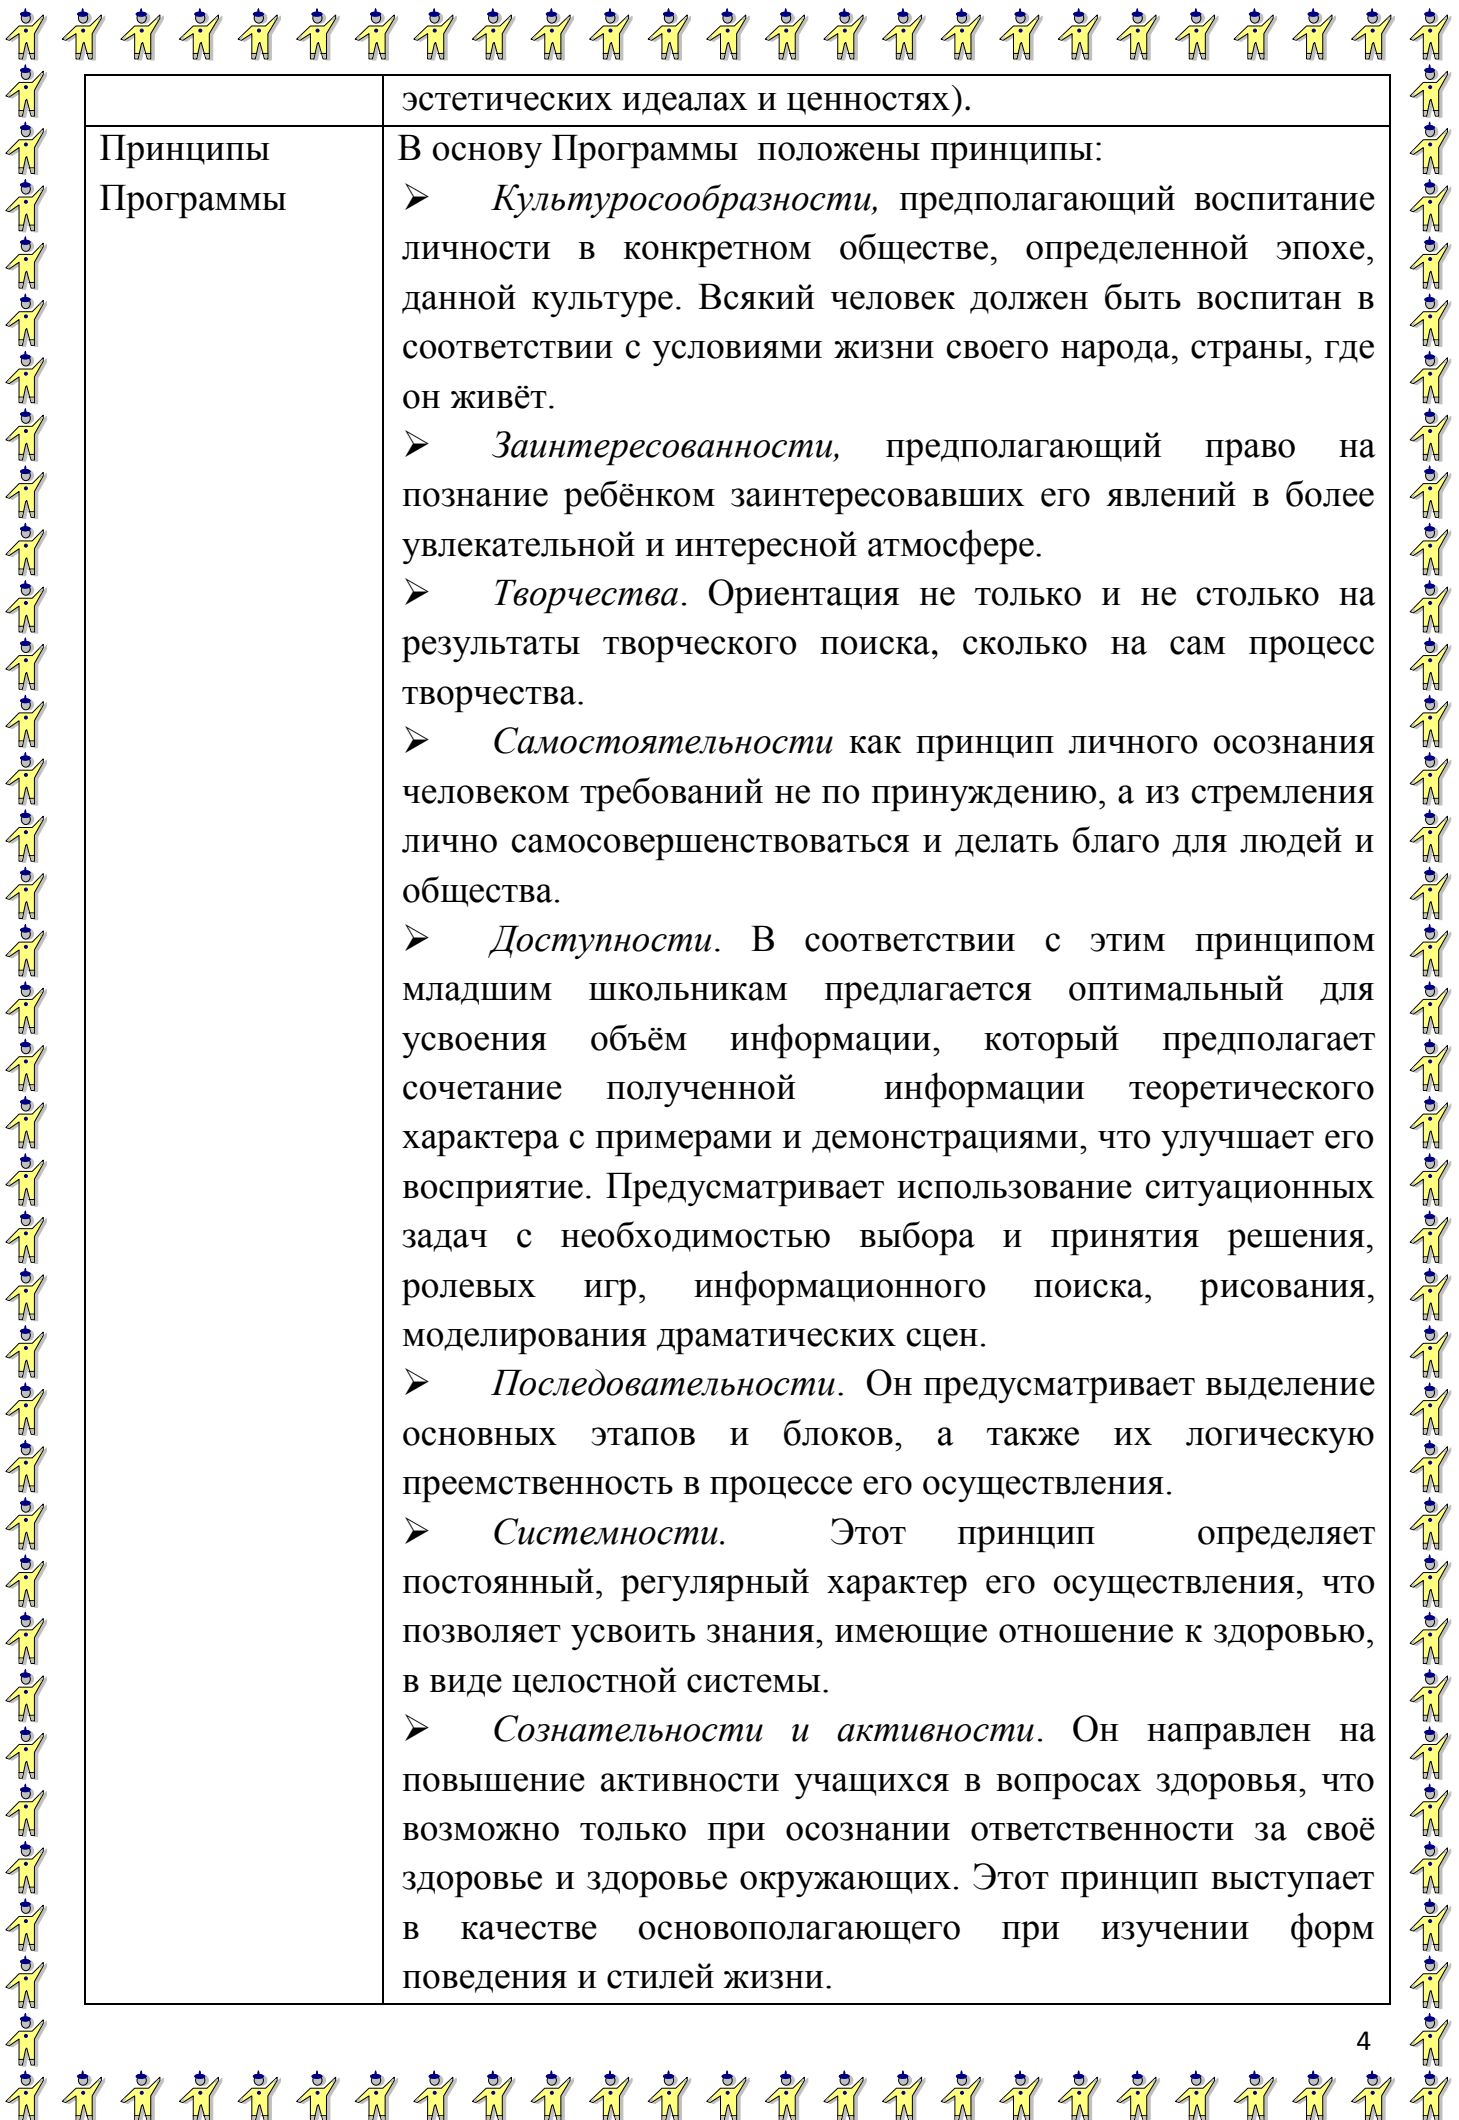 эстетических идеалах и ценностях).
Принципы
Программы
В основу Программы положены принципы:
➢ Культуросообразности, предполагающий воспитание
личности в конкретном обществе, определенной эпохе,
данной культуре. Всякий человек должен быть воспитан в
соответствии с условиями жизни своего народа, страны, где
он живёт.
➢ Заинтересованности, предполагающий право на
познание ребёнком заинтересовавших его явлений в более
увлекательной и интересной атмосфере.
➢ Творчества. Ориентация не только и не столько на
результаты творческого поиска, сколько на сам процесс
творчества.
➢ Самостоятельности как принцип личного осознания
человеком требований не по принуждению, а из стремления
лично самосовершенствоваться и делать благо для людей и
общества.
➢ Доступности. В соответствии с этим принципом
младшим школьникам предлагается оптимальный для
усвоения объём информации, который предполагает
сочетание полученной информации теоретического
характера с примерами и демонстрациями, что улучшает его
восприятие. Предусматривает использование ситуационных
задач с необходимостью выбора и принятия решения,
ролевых игр, информационного поиска, рисования,
моделирования драматических сцен.
➢ Последовательности. Он предусматривает выделение
основных этапов и блоков, а также их логическую
преемственность в процессе его осуществления.
➢ Системности. Этот принцип определяет
постоянный, регулярный характер его осуществления, что
позволяет усвоить знания, имеющие отношение к здоровью,
в виде целостной системы.
➢ Сознательности и активности. Он направлен на
повышение активности учащихся в вопросах здоровья, что
возможно только при осознании ответственности за своё
здоровье и здоровье окружающих. Этот принцип выступает
в качестве основополагающего при изучении форм
поведения и стилей жизни.
4